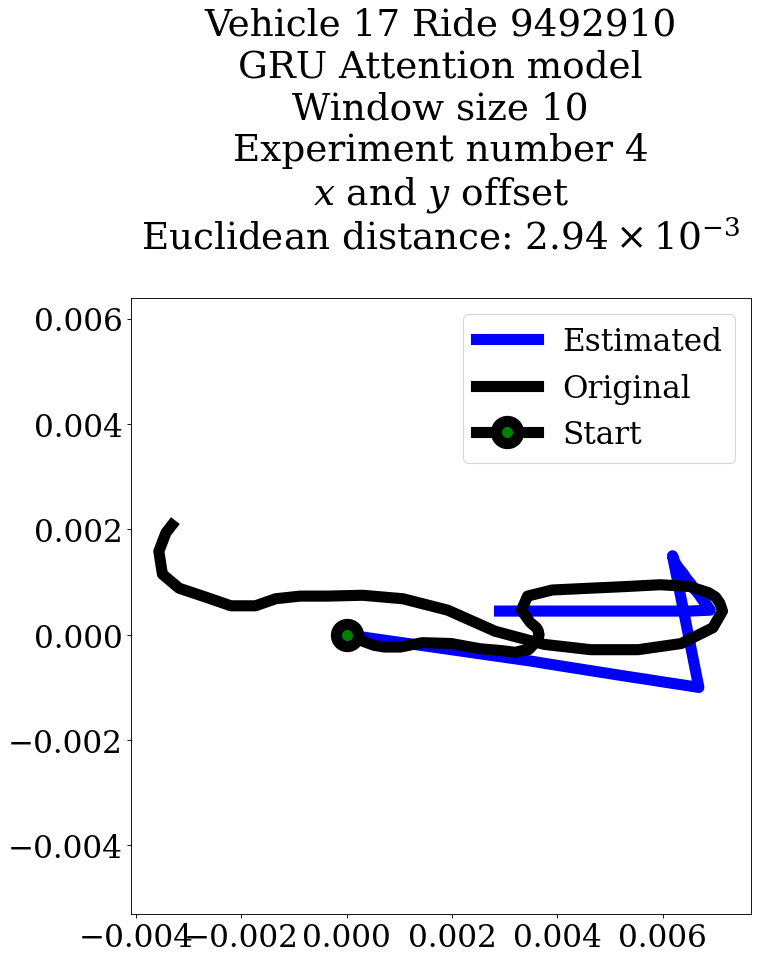 Vehicle 17 Ride 9492910
GRU Attention model
Window size 10
Experiment number 4
x and y offset
Euclidean distance: 2.94 × 10⁻³
Estimated
Original
Start
0.006
0.004
0.002
0.000
−0.002
−0.004
−0.004 −0.002 0.000 0.002 0.004 0.006